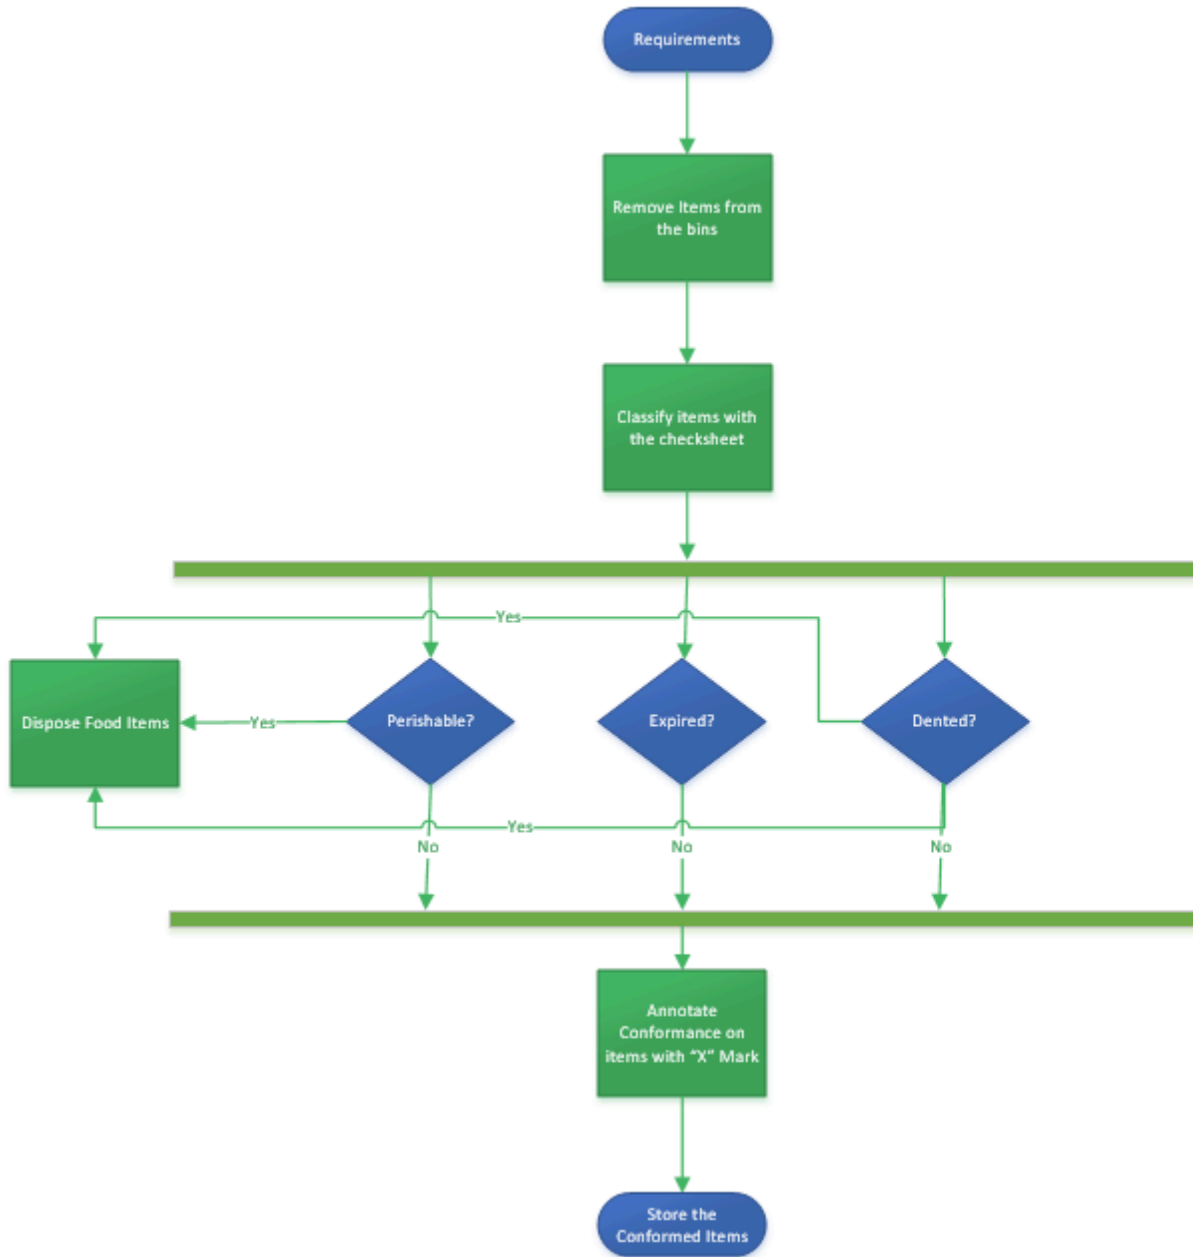 Requirements
Remove Items from
the bins
Classify items with
the checksheet
Yes
Dispose Food Items
Yes
Perishable?
Expired?
Dented?
Yes
No
No
No
Annotate
Conformance on
items with “X” Mark
Store the
Conformed Items